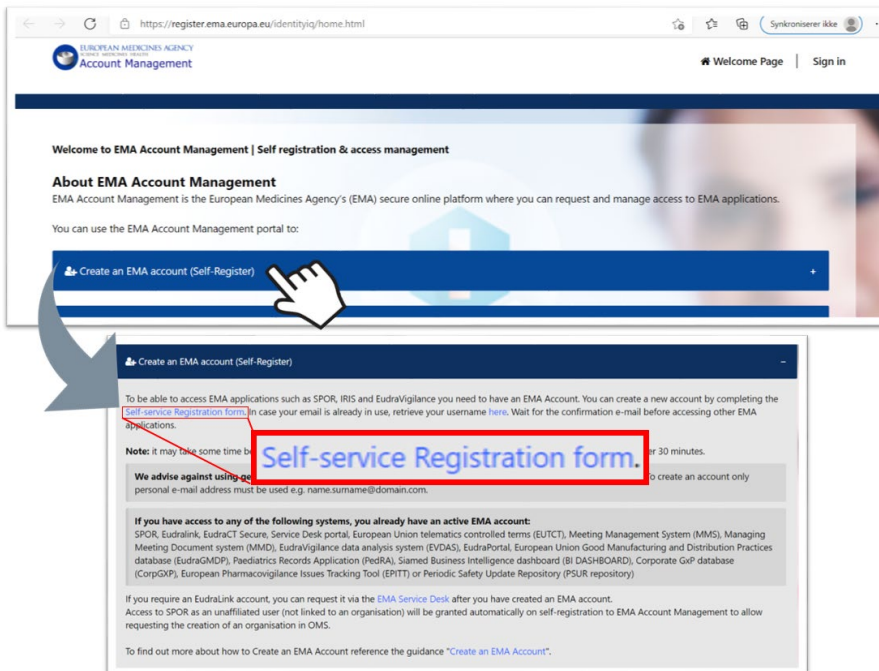 https://register.ema.europa.eu/identityiq/home.html
Synkroniserer ikke
EUROPEAN MEDICINES AGENCY
SCIENCE MEDICINES HEALTH
Account Management
Welcome Page | Sign in
Welcome to EMA Account Management | Self registration & access management
About EMA Account Management
EMA Account Management is the European Medicines Agency's (EMA) secure online platform where you can request and manage access to EMA applications.
You can use the EMA Account Management portal to:
Create an EMA account (Self-Register) +
Create an EMA account (Self-Register) –
To be able to access EMA applications such as SPOR, IRIS and EudraVigilance you need to have an EMA Account. You can create a new account by completing the
Self-service Registration form. In case your email is already in use, retrieve your username here. Wait for the confirmation e-mail before accessing other EMA
applications.
Note: it may take some time be
Self-service Registration form.
er 30 minutes.
We advise against using ge
o create an account only
personal e-mail address must be used e.g. name.surname@domain.com.
If you have access to any of the following systems, you already have an active EMA account:
SPOR, Eudralink, EudraCT Secure, Service Desk portal, European Union telematics controlled terms (EUTCT), Meeting Management System (MMS), Managing
Meeting Document system (MMD), EudraVigilance data analysis system (EVDAS), EudraPortal, European Union Good Manufacturing and Distribution Practices
database (EudraGMDP), Paediatrics Records Application (PedRA), Siamed Business Intelligence dashboard (BI DASHBOARD), Corporate GxP database
(CorpGXP), European Pharmacovigilance Issues Tracking Tool (EPITT) or Periodic Safety Update Repository (PSUR repository)
If you require an EudraLink account, you can request it via the EMA Service Desk after you have created an EMA account.
Access to SPOR as an unaffiliated user (not linked to an organisation) will be granted automatically on self-registration to EMA Account Management to allow
requesting the creation of an organisation in OMS.
To find out more about how to Create an EMA Account reference the guidance "Create an EMA Account".